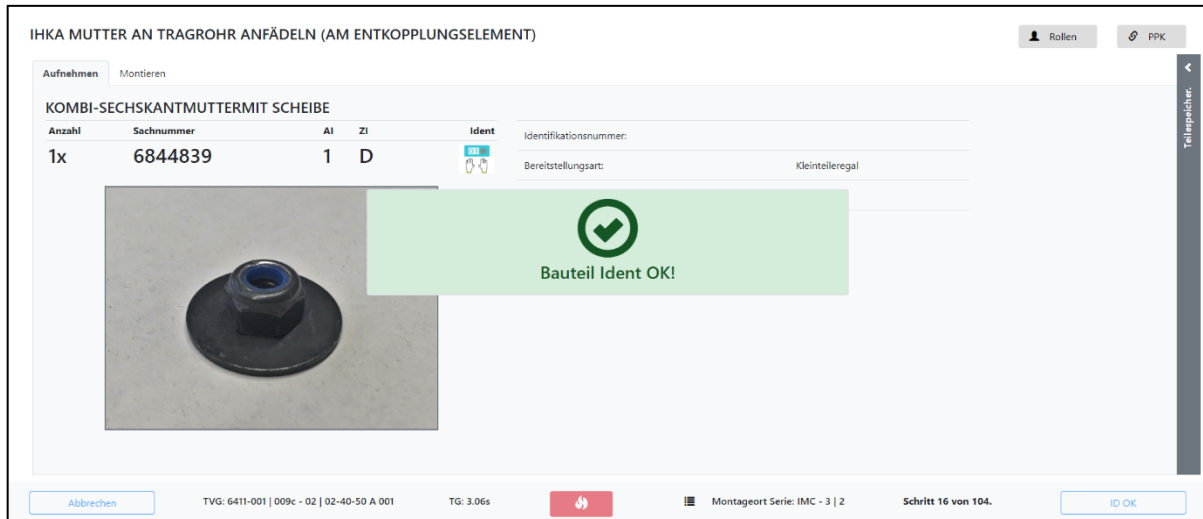 IHKA MUTTER AN TRAGROHR ANFÄDELN (AM ENTKOPPLUNGSELEMENT)
Rollen
PPK
Aufnehmen
Montieren
Teilespeicher.
KOMBI-SECHSKANTMUTTERMIT SCHEIBE
Anzahl Sachnummer AI ZI Ident
1x 6844839 1 D
Identifikationsnummer:
Bereitstellungsart: Kleinteileregal
Bauteil Ident OK!
Abbrechen
TVG: 6411-001 | 009c - 02 | 02-40-50 A 001
TG: 3.06s
Montageort Serie: IMC - 3 | 2
Schritt 16 von 104.
ID OK